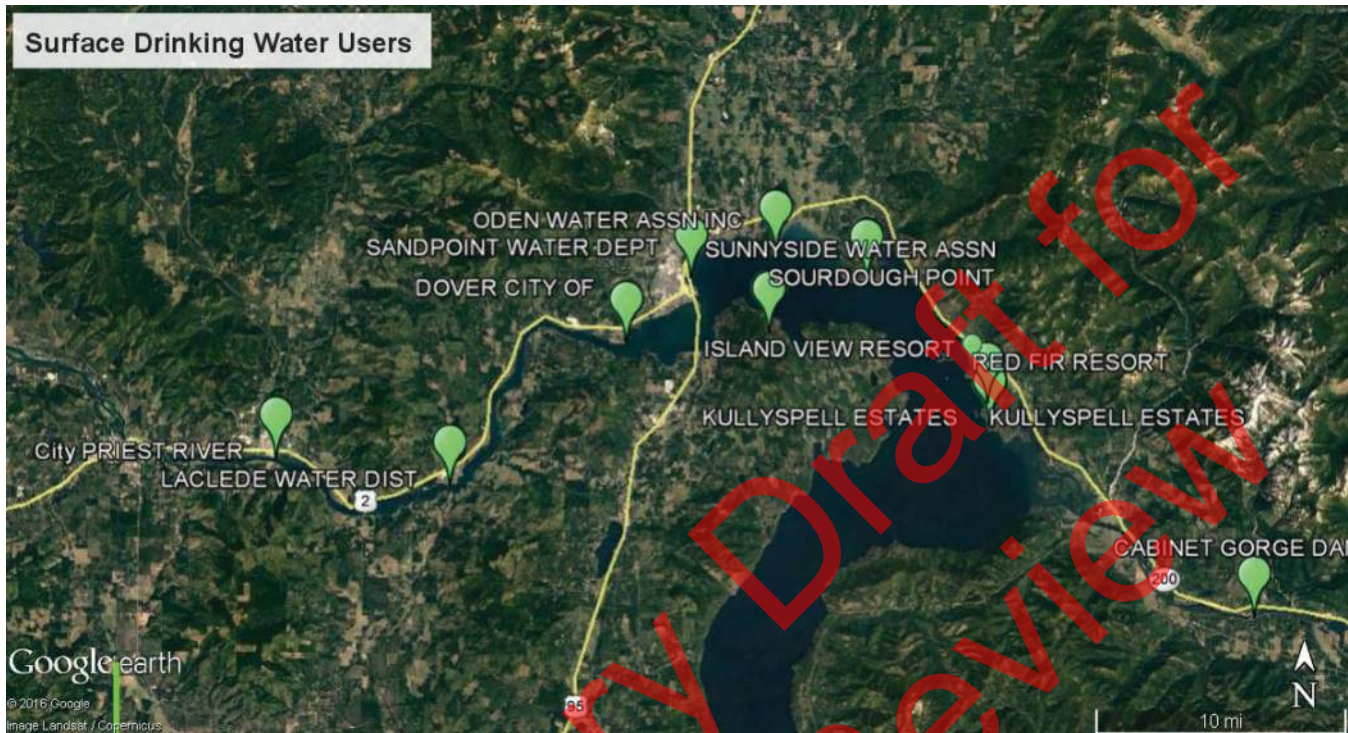 Surface Drinking Water Users
ODEN WATER ASSN INC
SANDPOINT WATER DEPT
SUNNYSIDE WATER ASSN
DOVER CITY OF
SOURDOUGH POINT
ISLAND VIEW RESORT
RED FIR RESORT
KULLYSPELL ESTATES
KULLYSPELL ESTATES
City PRIEST RIVER
LACLEDE WATER DIST
2
CABINET GORGE DA
200
95
Draft for
eview
Google earth
© 2016 Google
Image Landsat / Copernicus
N
10 mi